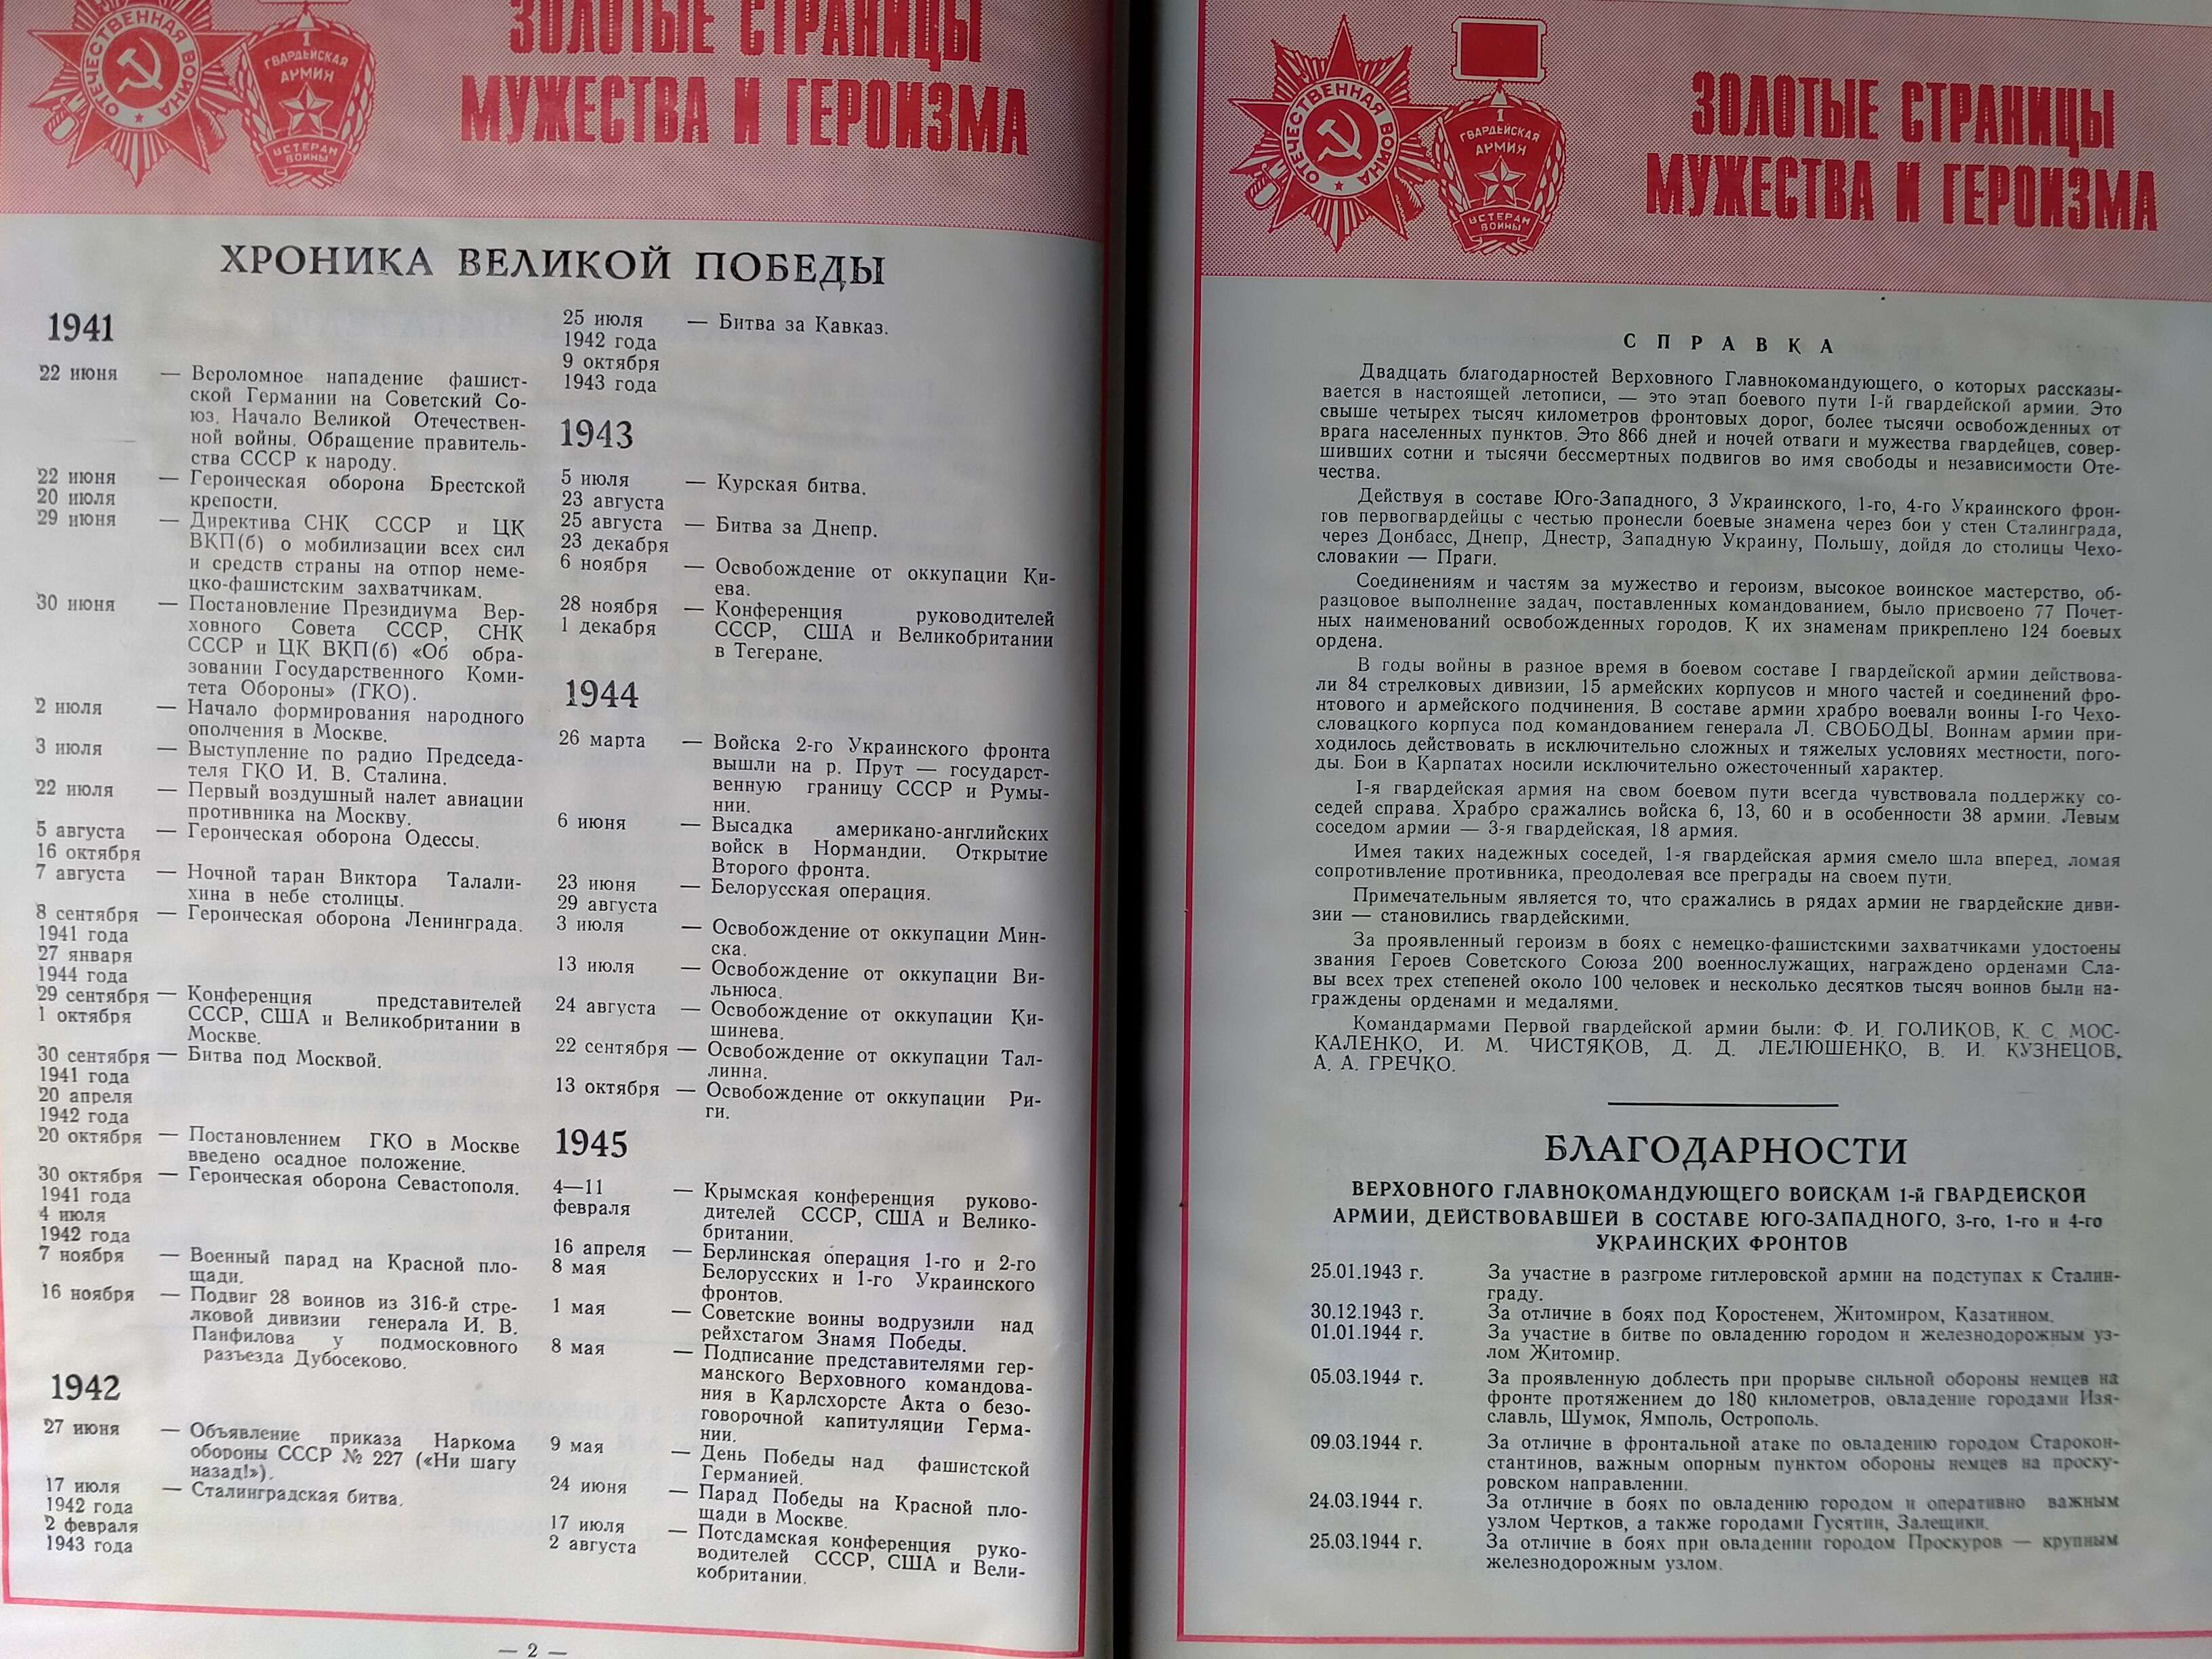 ЗОЛОТЫЕ СТРАНИЦЫ
МУЖЕСТВА И ГЕРОИЗМА
ОТЕЧЕСТВЕННАЯ ВОЙНА
I
ГВАРДЕЙСКАЯ
АРМИЯ
ВЕТЕРАН
ВОЙНЫ
ХРОНИКА ВЕЛИКОЙ ПОБЕДЫ
1941
22 июня — Вероломное нападение фашист-
ской Германии на Советский Со-
юз. Начало Великой Отечествен-
ной войны. Обращение правитель-
ства СССР к народу.
22 июня — Героическая оборона Брестской
20 июля крепости.
29 июня — Директива СНК СССР и ЦК
ВКП(б) о мобилизации всех сил
и средств страны на отпор неме-
цко-фашистским захватчикам.
30 июня — Постановление Президиума Вер-
ховного Совета СССР, СНК
СССР и ЦК ВКП(б) «Об обра-
зовании Государственного Коми-
тета Обороны» (ГКО).
2 июля — Начало формирования народного
ополчения в Москве.
3 июля — Выступление по радио Председа-
теля ГКО И. В. Сталина.
22 июля — Первый воздушный налет авиации
противника на Москву.
5 августа — Героическая оборона Одессы.
16 октября
7 августа — Ночной таран Виктора Талали-
хина в небе столицы.
8 сентября — Героическая оборона Ленинграда.
1941 года
27 января
1944 года
29 сентября — Конференция представителей
1 октября СССР, США и Великобритании в
Москве.
30 сентября — Битва под Москвой.
1941 года
20 апреля
1942 года
20 октября — Постановлением ГКО в Москве
введено осадное положение.
30 октября — Героическая оборона Севастополя.
1941 года
4 июля
1942 года
7 ноября — Военный парад на Красной пло-
щади.
16 ноября — Подвиг 28 воинов из 316-й стре-
лковой дивизии генерала И. В.
Панфилова у подмосковного
разъезда Дубосеково.
1942
27 июня — Объявление приказа Наркома
обороны СССР № 227 («Ни шагу
назад!»).
17 июля — Сталинградская битва.
1942 года
2 февраля
1943 года
25 июля — Битва за Кавказ.
1942 года
9 октября
1943 года
1943
5 июля — Курская битва.
23 августа
25 августа — Битва за Днепр.
23 декабря
6 ноября — Освобождение от оккупации Ки-
ева.
28 ноября — Конференция руководителей
1 декабря СССР, США и Великобритании
в Тегеране.
1944
26 марта — Войска 2-го Украинского фронта
вышли на р. Прут — государст-
венную границу СССР и Румы-
нии.
6 июня — Высадка американо-английских
войск в Нормандии. Открытие
Второго фронта.
23 июня — Белорусская операция.
29 августа
3 июля — Освобождение от оккупации Мин-
ска.
13 июля — Освобождение от оккупации Ви-
льнюса.
24 августа — Освобождение от оккупации Ки-
шинева.
22 сентября — Освобождение от оккупации Тал-
линна.
13 октября — Освобождение от оккупации Ри-
ги.
1945
4—11 — Крымская конференция руково-
февраля дителей СССР, США и Велико-
британии.
16 апреля — Берлинская операция 1-го и 2-го
8 мая Белорусских и 1-го Украинского
фронтов.
1 мая — Советские воины водрузили над
рейхстагом Знамя Победы.
8 мая — Подписание представителями гер-
манского Верховного командова-
ния в Карлсхорсте Акта о безо-
говорочной капитуляции Герма-
нии.
9 мая — День Победы над фашистской
Германией.
24 июня — Парад Победы на Красной пло-
щади в Москве.
17 июля — Потсдамская конференция руко-
2 августа водителей СССР, США и Вели-
кобритании.
— 2 —
ОТЕЧЕСТВЕННАЯ ВОЙНА
I
ГВАРДЕЙСКАЯ
АРМИЯ
ВЕТЕРАН
ВОЙНЫ
ЗОЛОТЫЕ СТРАНИЦЫ
МУЖЕСТВА И ГЕРОИЗМА
СПРАВКА
Двадцать благодарностей Верховного Главнокомандующего, о которых рассказы-
вается в настоящей летописи, — это этап боевого пути I-й гвардейской армии. Это
свыше четырех тысяч километров фронтовых дорог, более тысячи освобожденных от
врага населенных пунктов. Это 866 дней и ночей отваги и мужества гвардейцев, совер-
шивших сотни и тысячи бессмертных подвигов во имя свободы и независимости Оте-
чества.
Действуя в составе Юго-Западного, 3 Украинского, 1-го, 4-го Украинского фрон-
тов первогвардейцы с честью пронесли боевые знамена через бои у стен Сталинграда,
через Донбасс, Днепр, Днестр, Западную Украину, Польшу, дойдя до столицы Чехо-
словакии — Праги.
Соединениям и частям за мужество и героизм, высокое воинское мастерство, об-
разцовое выполнение задач, поставленных командованием, было присвоено 77 Почет-
ных наименований освобожденных городов. К их знаменам прикреплено 124 боевых
ордена.
В годы войны в разное время в боевом составе I гвардейской армии действова-
ли 84 стрелковых дивизии, 15 армейских корпусов и много частей и соединений фро-
нтового и армейского подчинения. В составе армии храбро воевали воины I-го Чехо-
словацкого корпуса под командованием генерала Л. СВОБОДЫ. Воинам армии при-
ходилось действовать в исключительно сложных и тяжелых условиях местности, пого-
ды. Бои в Карпатах носили исключительно ожесточенный характер.
I-я гвардейская армия на свом боевом пути всегда чувствовала поддержку со-
седей справа. Храбро сражались войска 6, 13, 60 и в особенности 38 армии. Левым
соседом армии — 3-я гвардейская, 18 армия.
Имея таких надежных соседей, 1-я гвардейская армия смело шла вперед, ломая
сопротивление противника, преодолевая все преграды на своем пути.
Примечательным является то, что сражались в рядах армии не гвардейские диви-
зии — становились гвардейскими.
За проявленный героизм в боях с немецко-фашистскими захватчиками удостоены
звания Героев Советского Союза 200 военнослужащих, награждено орденами Сла-
вы всех трех степеней около 100 человек и несколько десятков тысяч воинов были на-
граждены орденами и медалями.
Командармами Первой гвардейской армии были: Ф. И. ГОЛИКОВ, К. С. МОС-
КАЛЕНКО, И. М. ЧИСТЯКОВ, Д. Д. ЛЕЛЮШЕНКО, В. И. КУЗНЕЦОВ,
А. А. ГРЕЧКО.
БЛАГОДАРНОСТИ
ВЕРХОВНОГО ГЛАВНОКОМАНДУЮЩЕГО ВОЙСКАМ 1-й ГВАРДЕЙСКОЙ
АРМИИ, ДЕЙСТВОВАВШЕЙ В СОСТАВЕ ЮГО-ЗАПАДНОГО, 3-го, 1-го и 4-го
УКРАИНСКИХ ФРОНТОВ
25.01.1943 г. За участие в разгроме гитлеровской армии на подступах к Сталин-
граду.
30.12.1943 г. За отличие в боях под Коростенем, Житомиром, Казатином.
01.01.1944 г. За участие в битве по овладению городом и железнодорожным уз-
лом Житомир.
05.03.1944 г. За проявленную доблесть при прорыве сильной обороны немцев на
фронте протяжением до 180 километров, овладение городами Изя-
славль, Шумок, Ямполь, Острополь.
09.03.1944 г. За отличие в фронтальной атаке по овладению городом Старокон-
стантинов, важным опорным пунктом обороны немцев на проску-
ровском направлении.
24.03.1944 г. За отличие в боях по овладению городом и оперативно важным
узлом Чертков, а также городами Гусятин, Залещики.
25.03.1944 г. За отличие в боях при овладении городом Проскуров — крупным
железнодорожным узлом.